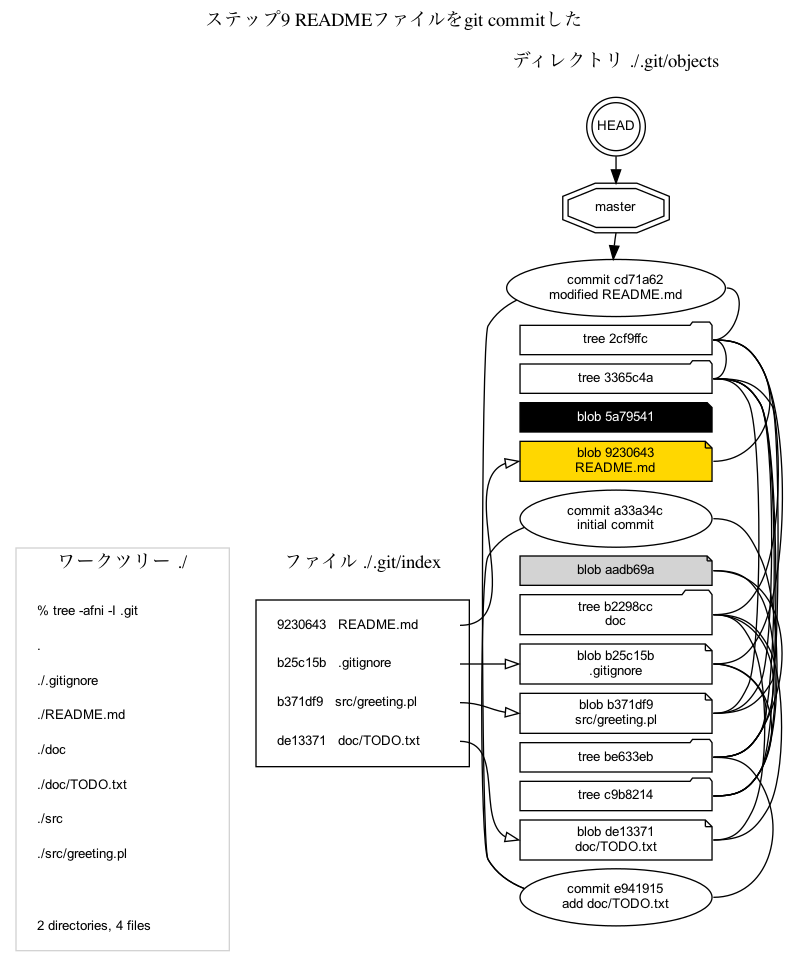 ステップ9 READMEファイルをgit commitした
ディレクトリ ./.git/objects
HEAD
master
commit cd71a62
modified README.md
tree 2cf9ffc
tree 3365c4a
blob 5a79541
blob 9230643
README.md
commit a33a34c
initial commit
blob aadb69a
tree b2298cc
doc
blob b25c15b
.gitignore
blob b371df9
src/greeting.pl
tree be633eb
tree c9b8214
blob de13371
doc/TODO.txt
commit e941915
add doc/TODO.txt
ファイル ./.git/index
9230643 README.md
b25c15b .gitignore
b371df9 src/greeting.pl
de13371 doc/TODO.txt
ワークツリー ./
% tree -afni -I .git
.
./.gitignore
./README.md
./doc
./doc/TODO.txt
./src
./src/greeting.pl
2 directories, 4 files